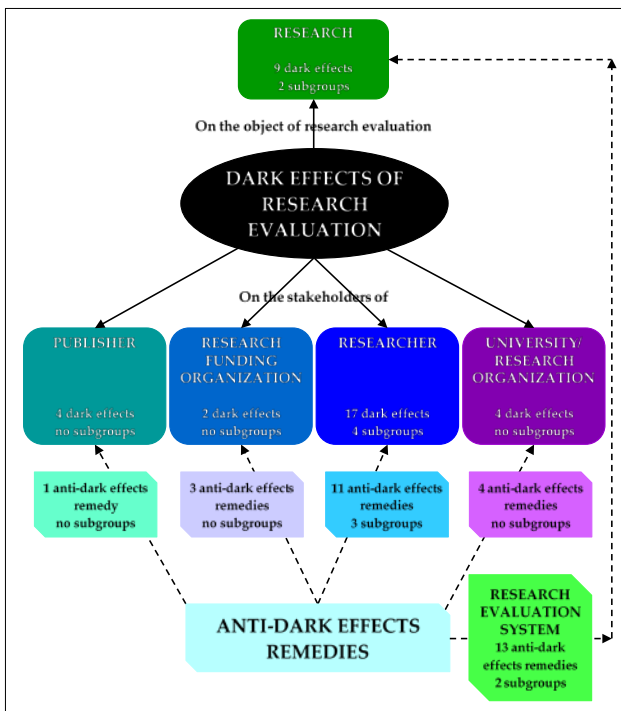 RESEARCH
9 dark effects
2 subgroups
On the object of research evaluation
DARK EFFECTS OF
RESEARCH
EVALUATION
On the stakeholders of
PUBLISHER
4 dark effects
no subgroups
RESEARCH
FUNDING
ORGANIZATION
2 dark effects
no subgroups
RESEARCHER
17 dark effects
4 subgroups
UNIVERSITY/
RESEARCH
ORGANIZATION
4 dark effects
no subgroups
1 anti-dark effects
remedy
no subgroups
3 anti-dark effects
remedies
no subgroups
11 anti-dark effects
remedies
3 subgroups
4 anti-dark effects
remedies
no subgroups
ANTI-DARK EFFECTS
REMEDIES
RESEARCH
EVALUATION
SYSTEM
13 anti-dark
effects remedies
2 subgroups